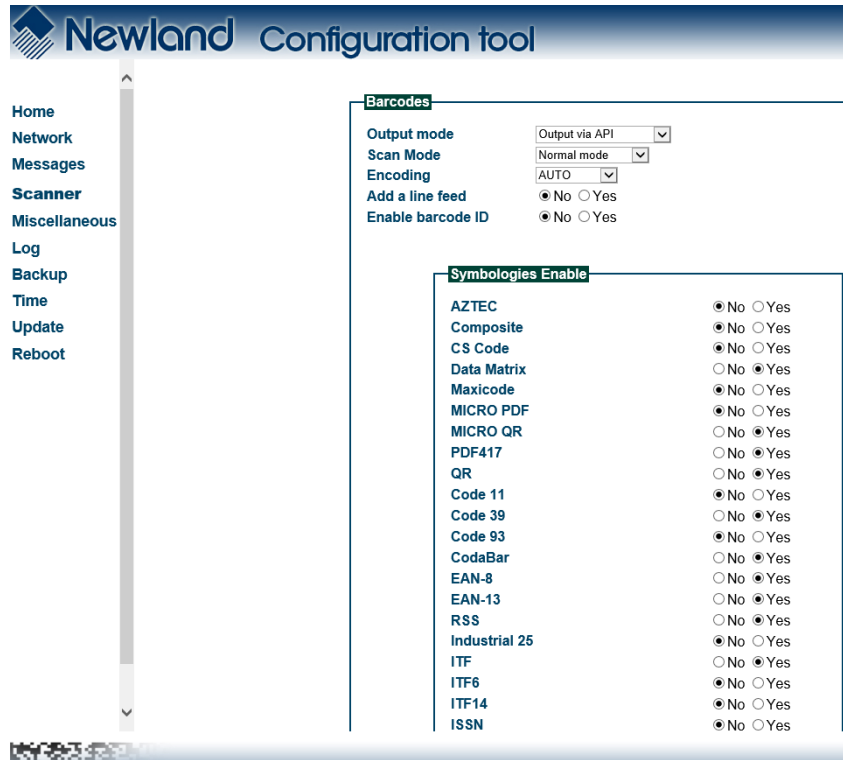 Newland Configuration tool
Home
Network
Messages
Scanner
Miscellaneous
Log
Backup
Time
Update
Reboot
Barcodes
Output mode Output via API
Scan Mode Normal mode
Encoding AUTO
Add a line feed No Yes
Enable barcode ID No Yes
Symbologies Enable
AZTEC No Yes
Composite No Yes
CS Code No Yes
Data Matrix No Yes
Maxicode No Yes
MICRO PDF No Yes
MICRO QR No Yes
PDF417 No Yes
QR No Yes
Code 11 No Yes
Code 39 No Yes
Code 93 No Yes
CodaBar No Yes
EAN-8 No Yes
EAN-13 No Yes
RSS No Yes
Industrial 25 No Yes
ITF No Yes
ITF6 No Yes
ITF14 No Yes
ISSN No Yes